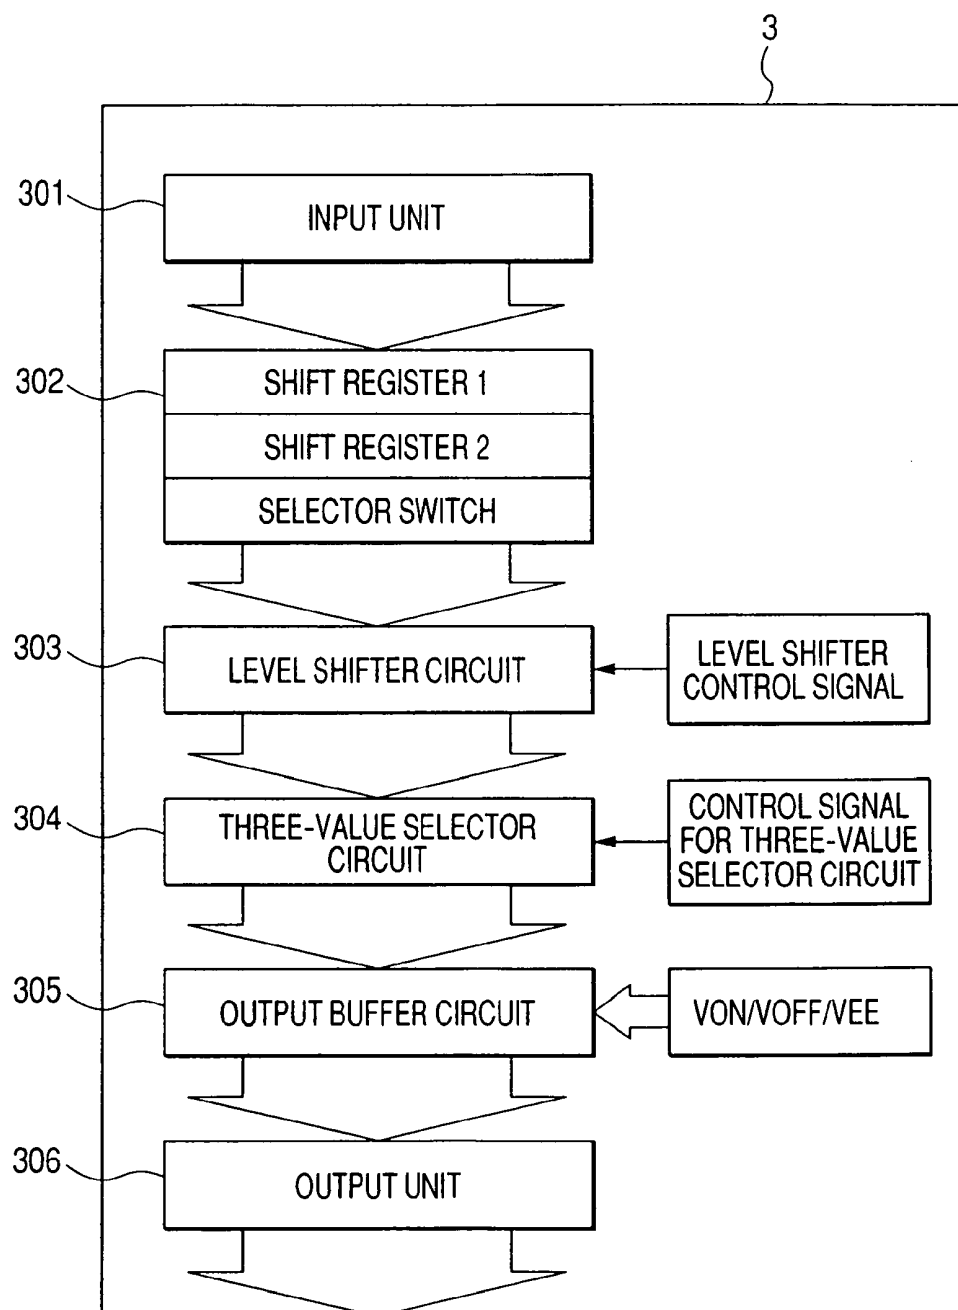 3
301
INPUT UNIT
302
SHIFT REGISTER 1
SHIFT REGISTER 2
SELECTOR SWITCH
303
LEVEL SHIFTER CIRCUIT
LEVEL SHIFTER
CONTROL SIGNAL
304
THREE-VALUE SELECTOR
CIRCUIT
CONTROL SIGNAL
FOR THREE-VALUE
SELECTOR CIRCUIT
305
OUTPUT BUFFER CIRCUIT
VON/VOFF/VEE
306
OUTPUT UNIT